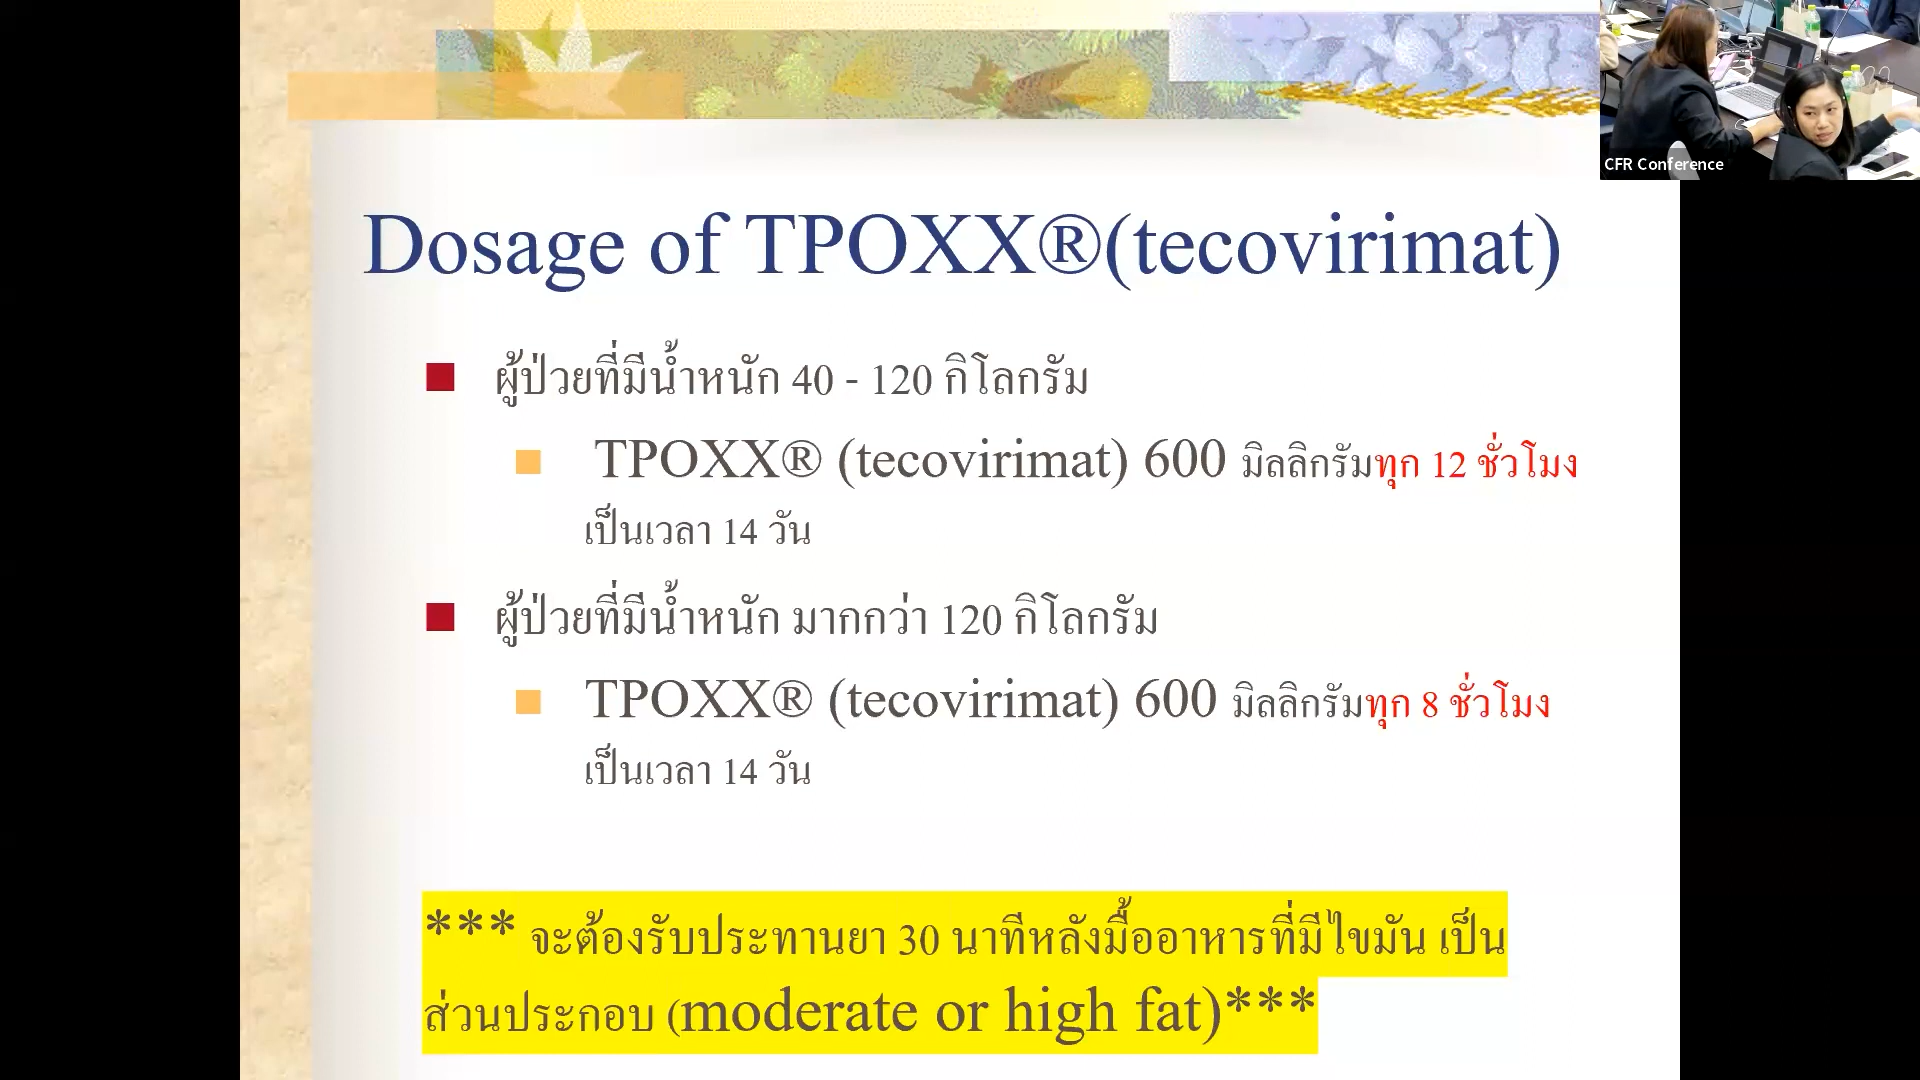 CFR Conference
Dosage of TPOXX®(tecovirimat)
ผู้ป่วยที่มีน้ำหนัก 40 - 120 กิโลกรัม
TPOXX® (tecovirimat) 600 มิลลิกรัมทุก 12 ชั่วโมง
เป็นเวลา 14 วัน
ผู้ป่วยที่มีน้ำหนัก มากกว่า 120 กิโลกรัม
TPOXX® (tecovirimat) 600 มิลลิกรัมทุก 8 ชั่วโมง
เป็นเวลา 14 วัน
*** จะต้องรับประทานยา 30 นาทีหลังมื้ออาหารที่มีไขมัน เป็น
ส่วนประกอบ (moderate or high fat)***